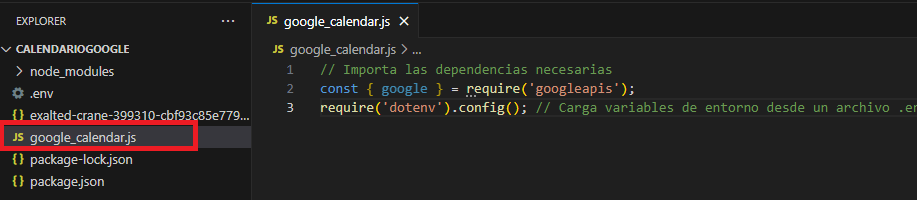 EXPLORER
CALENDARIOGOOGLE
node_modules
.env
exalted-crane-399310-cbf93c85e779...
google_calendar.js
package-lock.json
package.json
JS google_calendar.js
JS google_calendar.js > ...
1 // Importa las dependencias necesarias
2 const { google } = require('googleapis');
3 require('dotenv').config(); // Carga variables de entorno desde un archivo .en